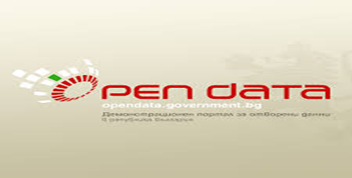 Open data
opendata.government.bg
Демонстрационен портал за отворени данни
в република България